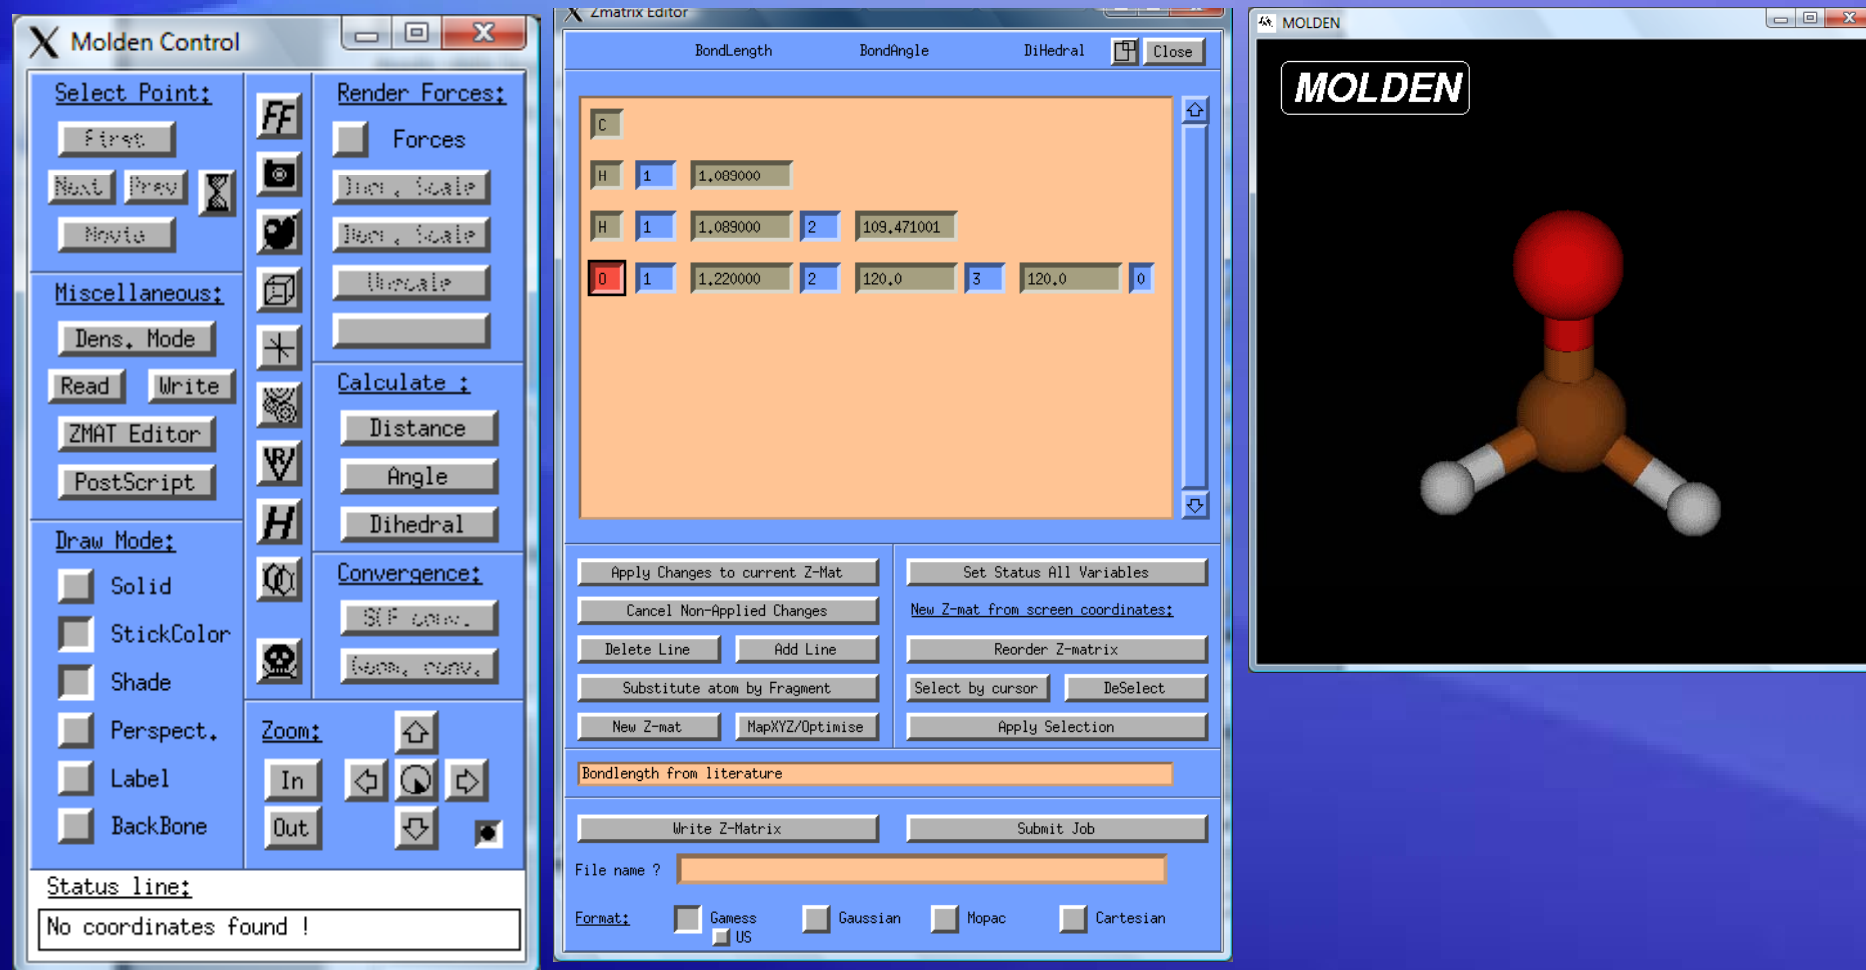 Molden Control
Select Point:
First
Next Prev
Movie
Miscellaneous:
Dens. Mode
Read Write
ZMAT Editor
PostScript
Draw Mode:
Solid
StickColor
Shade
Perspect.
Label
BackBone
FF
H
Render Forces:
Forces
Calculate :
Distance
Angle
Dihedral
Convergence:
SCF conv.
Geom. conv.
Zoom:
In
Out
Status line:
No coordinates found !
Zmatrix Editor
BondLength BondAngle DiHedral Close
C
H 1 1.089000
H 1 1.089000 2 109.471001
O 1 1.220000 2 120.0 3 120.0 0
Apply Changes to current Z-Mat
Cancel Non-Applied Changes
Delete Line Add Line
Substitute atom by Fragment
New Z-mat MapXYZ/Optimise
Set Status All Variables
New Z-mat from screen coordinates:
Reorder Z-matrix
Select by cursor DeSelect
Apply Selection
Bondlength from literature
Write Z-Matrix Submit Job
File name ?
Format: Gamess Gaussian Mopac Cartesian
US
MOLDEN
MOLDEN